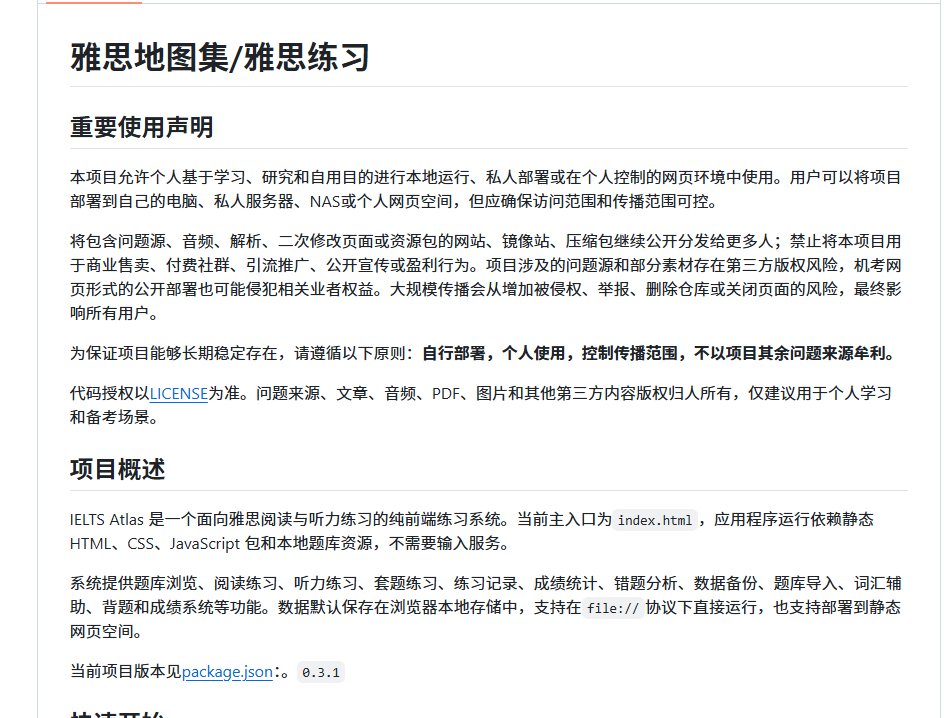 雅思地图集/雅思练习
重要使用声明
本项目允许个人基于学习、研究和自用目的进行本地运行、私人部署或在个人控制的网页环境中使用。用户可以将项目
部署到自己的电脑、私人服务器、NAS或个人网页空间，但应确保访问范围和传播范围可控。
将包含问题源、音频、解析、二次修改页面或资源包的网站、镜像站、压缩包继续公开分发给更多人；禁止将本项目用
于商业售卖、付费社群、引流推广、公开宣传或盈利行为。项目涉及的问题源和部分素材存在第三方版权风险，机考网
页形式的公开部署也可能侵犯相关业者权益。大规模传播会从增加被侵权、举报、删除仓库或关闭页面的风险，最终影
响所有用户。
为保证项目能够长期稳定存在，请遵循以下原则：自行部署，个人使用，控制传播范围，不以项目其余问题来源牟利。
代码授权以LICENSE为准。问题来源、文章、音频、PDF、图片和其他第三方内容版权归人所有，仅建议用于个人学习
和备考场景。
项目概述
IELTS Atlas 是一个面向雅思阅读与听力练习的纯前端练习系统。当前主入口为 index.html ，应用程序运行依赖静态
HTML、CSS、JavaScript 包和本地题库资源，不需要输入服务。
系统提供题库浏览、阅读练习、听力练习、套题练习、练习记录、成绩统计、错题分析、数据备份、题库导入、词汇辅
助、背题和成绩系统等功能。数据默认保存在浏览器本地存储中，支持在 file:// 协议下直接运行，也支持部署到静态
网页空间。
当前项目版本见package.json：。 0.3.1
快速开始